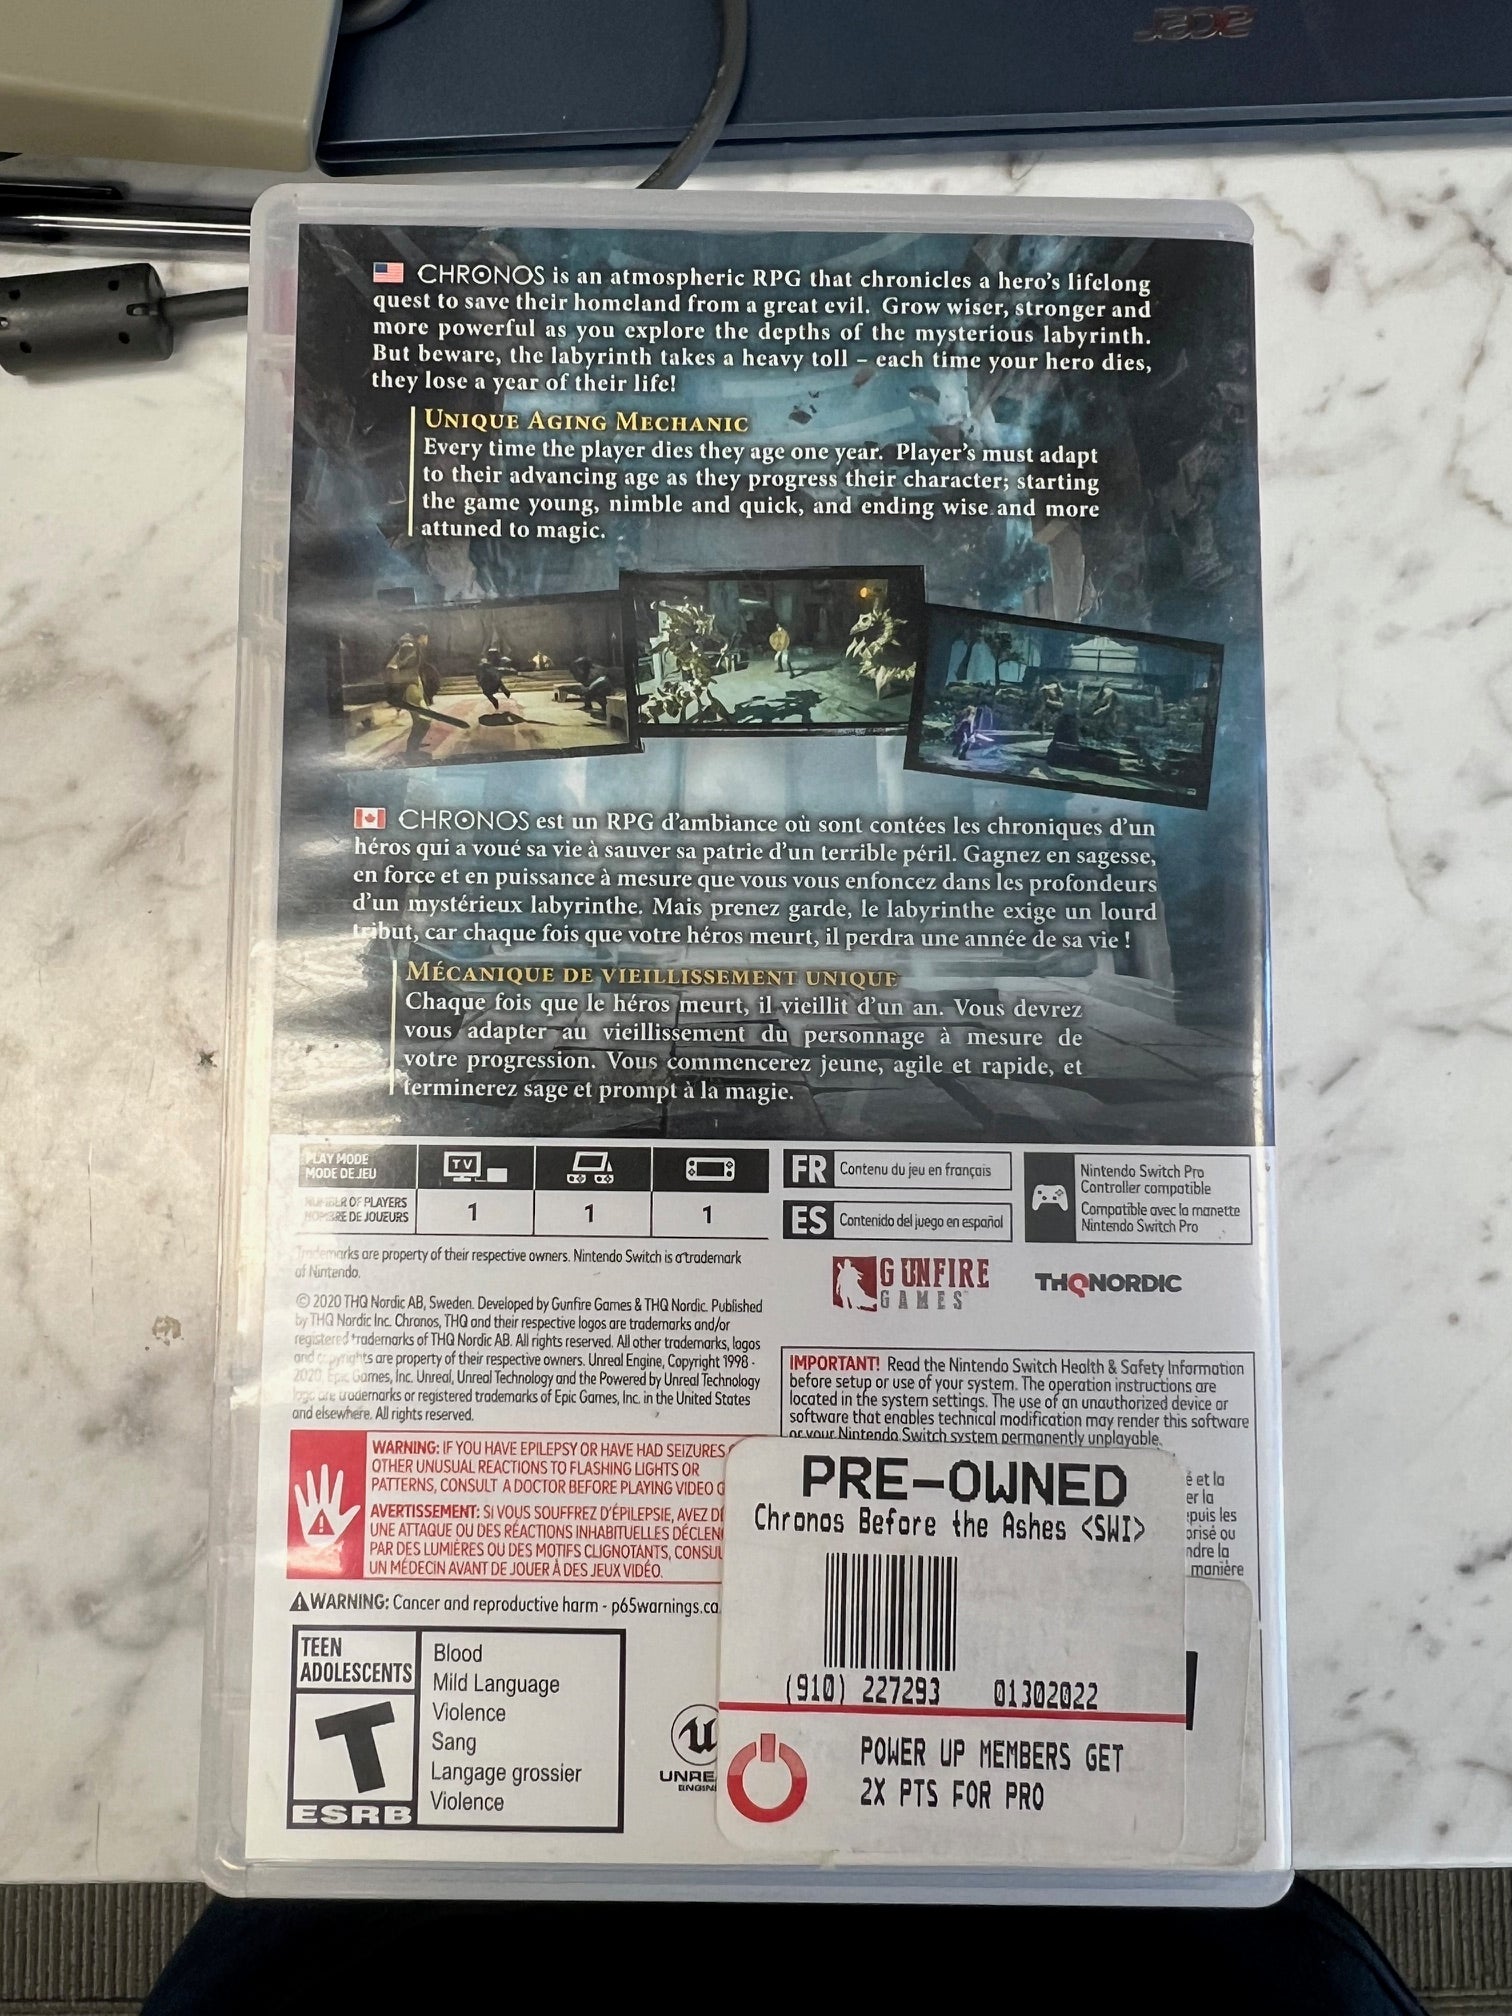 acer
CHRONOS is an atmospheric RPG that chronicles a hero's lifelong
quest to save their homeland from a great evil. Grow wiser, stronger and
more powerful as you explore the depths of the mysterious labyrinth.
But beware, the labyrinth takes a heavy toll – each time your hero dies,
they lose a year of their life!
UNIQUE AGING MECHANIC
Every time the player dies they age one year. Player's must adapt
to their advancing age as they progress their character; starting
the game young, nimble and quick, and ending wise and more
attuned to magic.
CHRONOS est un RPG d'ambiance où sont contées les chroniques d'un
héros qui a voué sa vie à sauver sa patrie d'un terrible péril. Gagnez en sagesse,
en force et en puissance à mesure que vous vous enfoncez dans les profondeurs
d'un mystérieux labyrinthe. Mais prenez garde, le labyrinthe exige un lourd
tribut, car chaque fois que votre héros meurt, il perdra une année de sa vie !
MÉCANIQUE DE VIEILLISSEMENT UNIQUE
Chaque fois que le héros meurt, il vieillit d'un an. Vous devrez
vous adapter au vieillissement du personnage à mesure de
votre progression. Vous commencerez jeune, agile et rapide, et
terminerez sage et prompt à la magie.
PLAY MODE
MODE DE JEU
TV
NUMBER OF PLAYERS
NOMBRE DE JOUEURS
1
1
1
FR Contenu du jeu en français
ES Contenido del juego en español
Nintendo Switch Pro
Controller compatible
Compatible avec la manette
Nintendo Switch Pro
Trademarks are property of their respective owners. Nintendo Switch is a trademark
of Nintendo.
© 2020 THQ Nordic AB, Sweden. Developed by Gunfire Games & THQ Nordic. Published
by THQ Nordic Inc. Chronos, THQ and their respective logos are trademarks and/or
registered trademarks of THQ Nordic AB. All rights reserved. All other trademarks, logos
and copyrights are property of their respective owners. Unreal Engine, Copyright 1998 -
2020, Epic Games, Inc. Unreal, Unreal Technology and the Powered by Unreal Technology
logo are trademarks or registered trademarks of Epic Games, Inc. in the United States
and elsewhere. All rights reserved.
GUNFIRE
GAMES
THQNORDIC
IMPORTANT! Read the Nintendo Switch Health & Safety Information
before setup or use of your system. The operation instructions are
located in the system settings. The use of an unauthorized device or
software that enables technical modification may render this software
or your Nintendo Switch system permanently unplayable.
é et la
er la
puis les
orisé ou
ndre la
manière
WARNING: IF YOU HAVE EPILEPSY OR HAVE HAD SEIZURES
OTHER UNUSUAL REACTIONS TO FLASHING LIGHTS OR
PATTERNS, CONSULT A DOCTOR BEFORE PLAYING VIDEO G
AVERTISSEMENT: SI VOUS SOUFFREZ D'ÉPILEPSIE, AVEZ D
UNE ATTAQUE OU DES RÉACTIONS INHABITUELLES DÉCLEN
PAR DES LUMIÈRES OU DES MOTIFS CLIGNOTANTS, CONSUL
UN MÉDECIN AVANT DE JOUER À DES JEUX VIDÉO.
WARNING: Cancer and reproductive harm - p65warnings.ca
TEEN
ADOLESCENTS
T
ESRB
Blood
Mild Language
Violence
Sang
Langage grossier
Violence
UNRE
ENGIN
PRE-OWNED
Chronos Before the Ashes <SWI>
(910) 227293 01302022
POWER UP MEMBERS GET
2X PTS FOR PRO